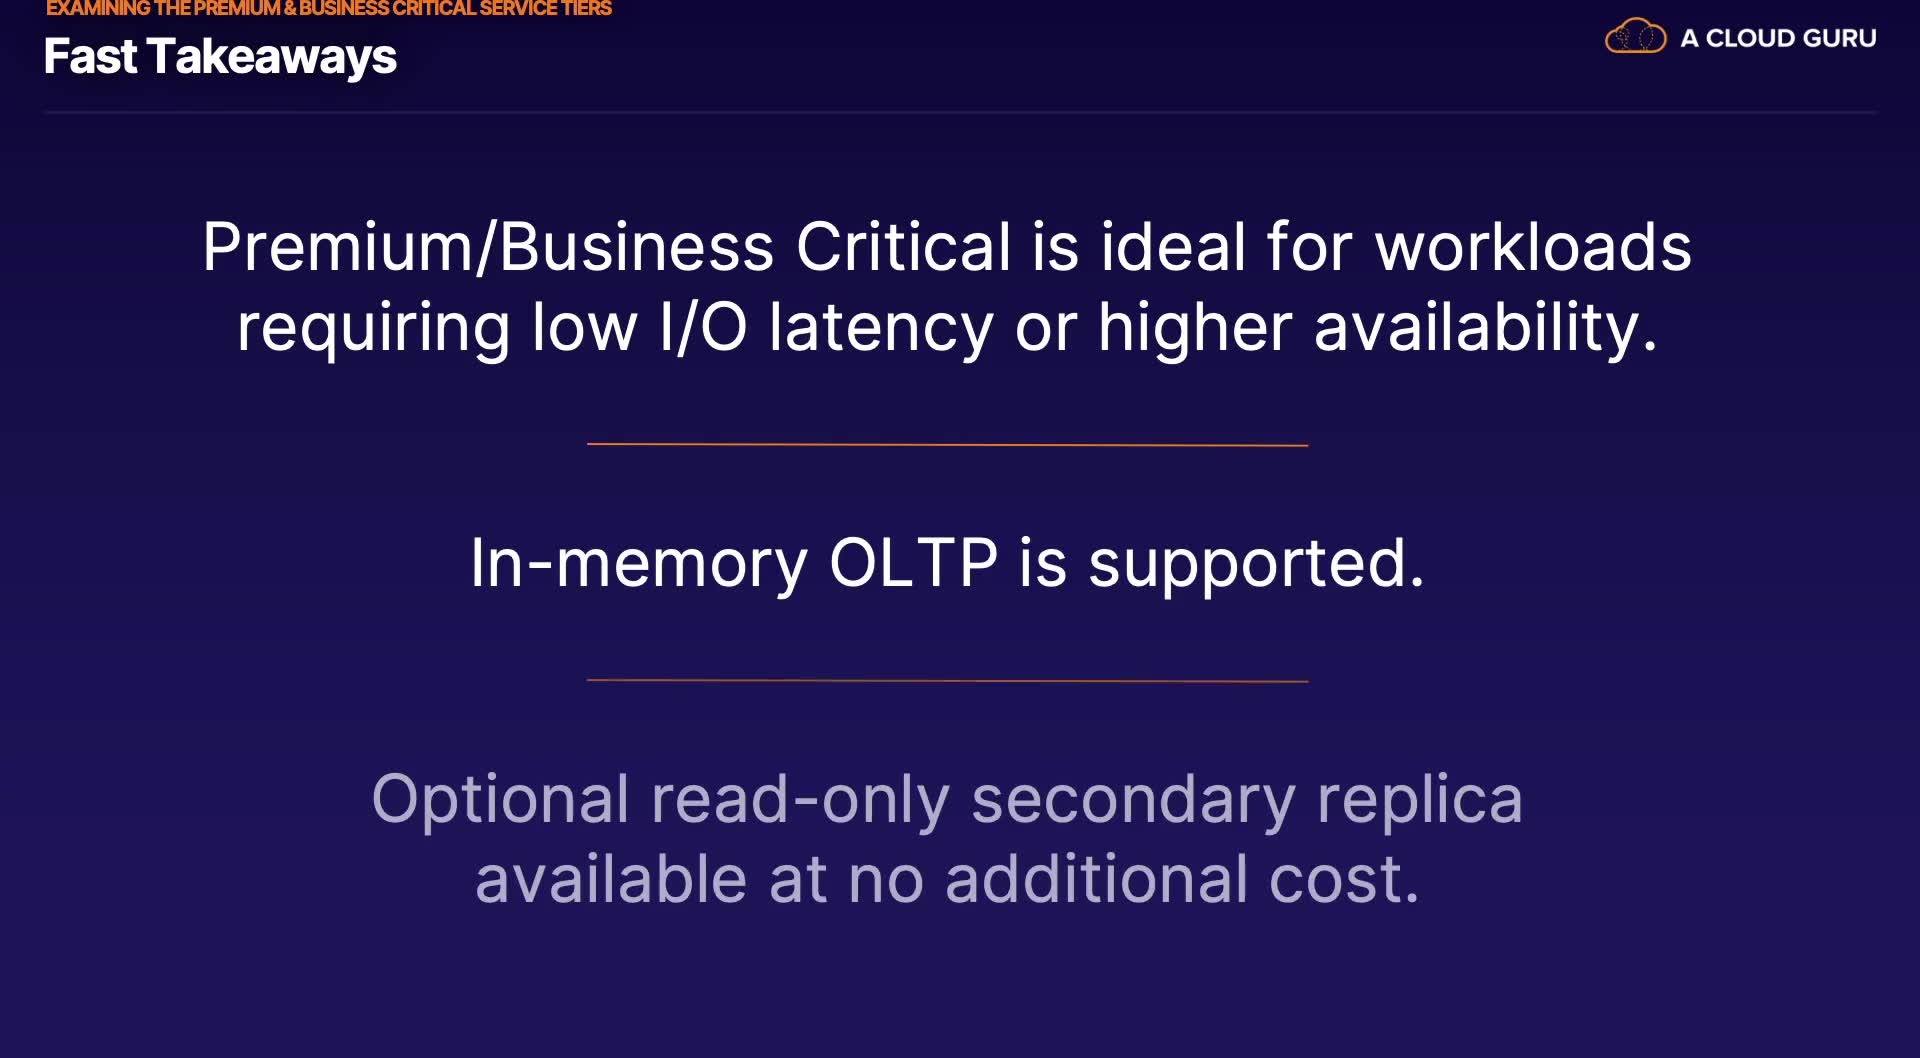 EXAMINING THE PREMIUM & BUSINESS CRITICAL SERVICE TIERS
Fast Takeaways
A CLOUD GURU
Premium/Business Critical is ideal for workloads
requiring low I/O latency or higher availability.
In-memory OLTP is supported.
Optional read-only secondary replica
available at no additional cost.